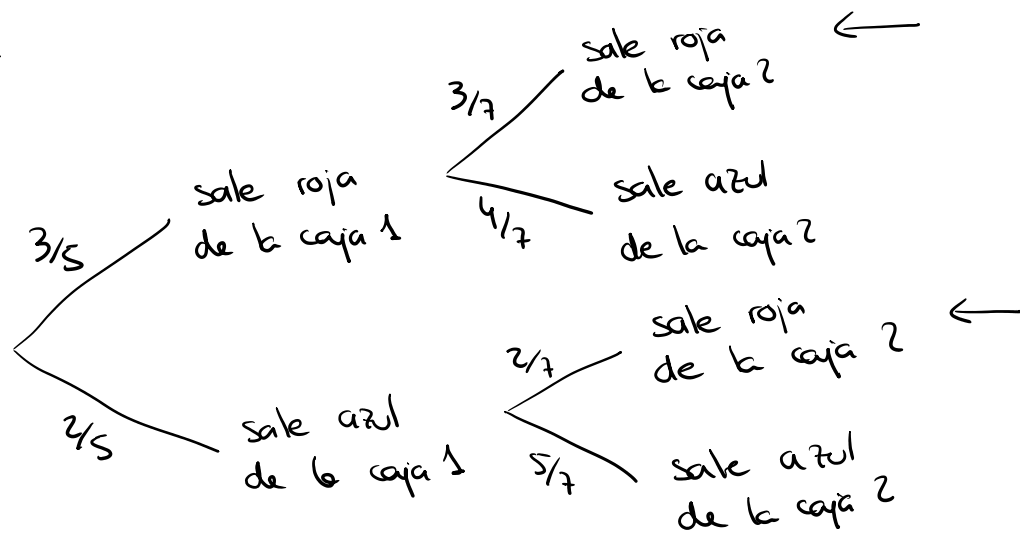 sale roja
de la caja 2
3/7
sale roja
de la caja 1
4/7
sale azul
de la caja 2
3/5
sale roja
de la caja 2
2/7
2/5
sale azul
de la caja 1
5/7
sale azul
de la caja 2